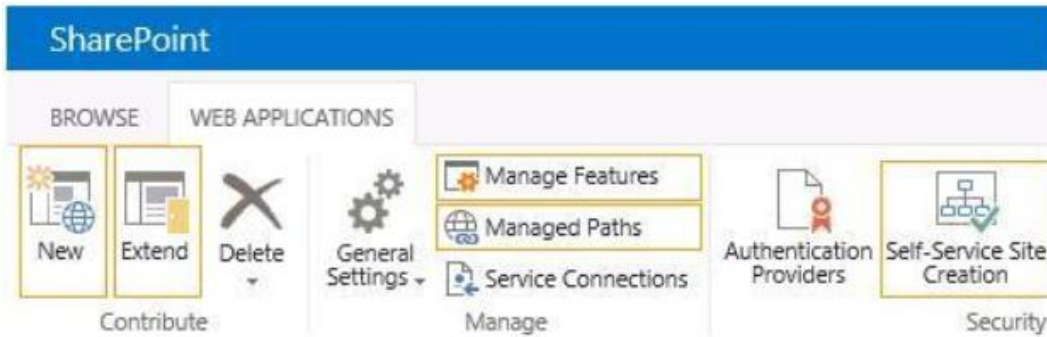 SharePoint
BROWSE WEB APPLICATIONS
New Extend Delete General Settings Manage Features
Managed Paths
Service Connections
Authentication Providers Self-Service Site Creation
Contribute Manage Security